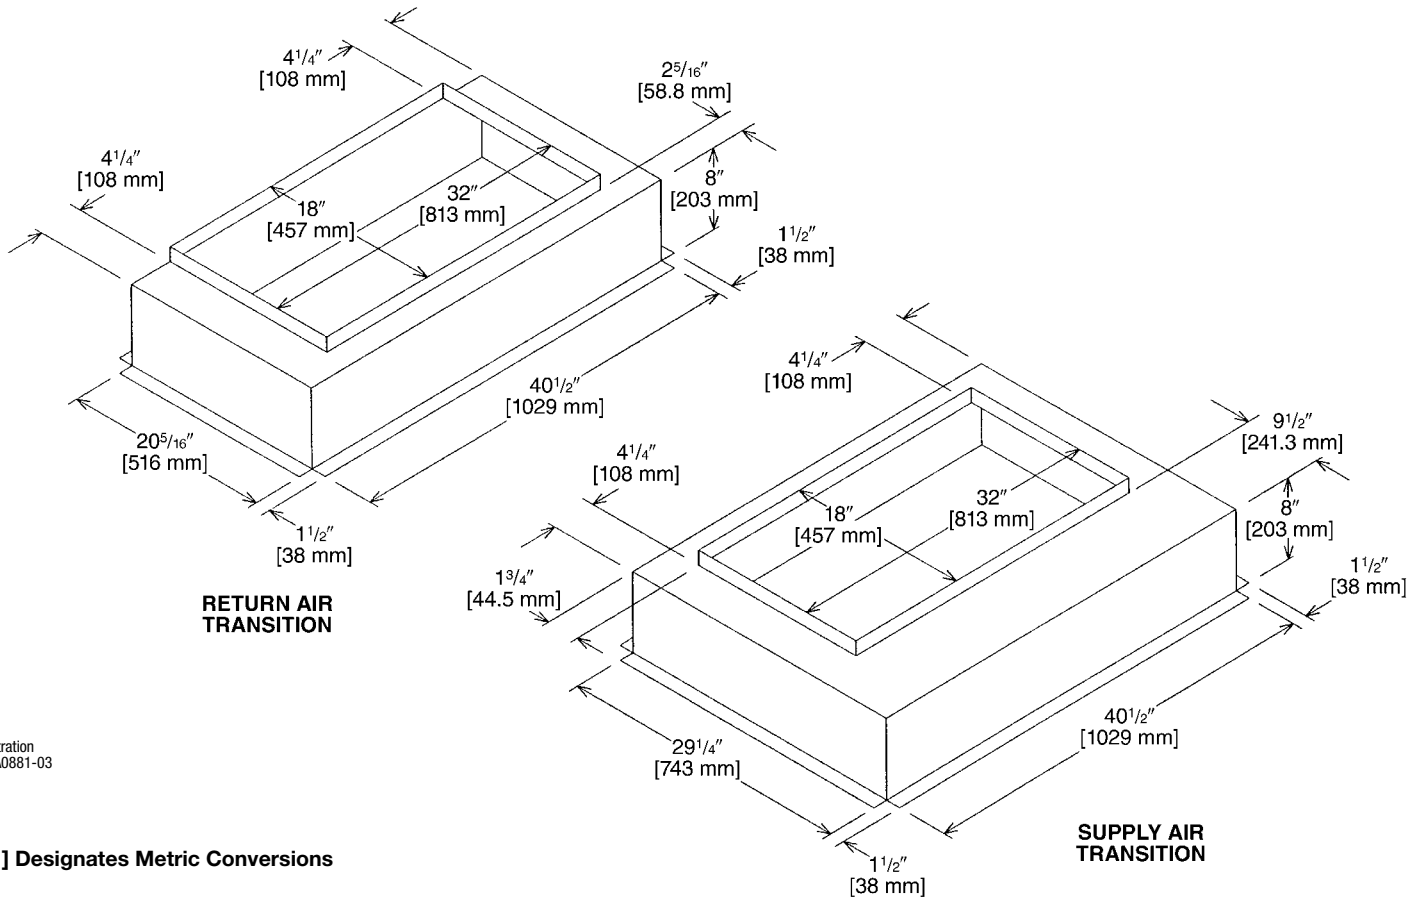 4 1/4"
[108 mm]
2 5/16"
[58.8 mm]
4 1/4"
[108 mm]
8"
[203 mm]
32"
[813 mm]
18"
[457 mm]
1 1/2"
[38 mm]
40 1/2"
[1029 mm]
20 5/16"
[516 mm]
1 1/2"
[38 mm]
RETURN AIR
TRANSITION
4 1/4"
[108 mm]
9 1/2"
[241.3 mm]
4 1/4"
[108 mm]
32"
[813 mm]
18"
[457 mm]
8"
[203 mm]
1 1/2"
[38 mm]
1 3/4"
[44.5 mm]
40 1/2"
[1029 mm]
29 1/4"
[743 mm]
1 1/2"
[38 mm]
SUPPLY AIR
TRANSITION
tration
0881-03
] Designates Metric Conversions